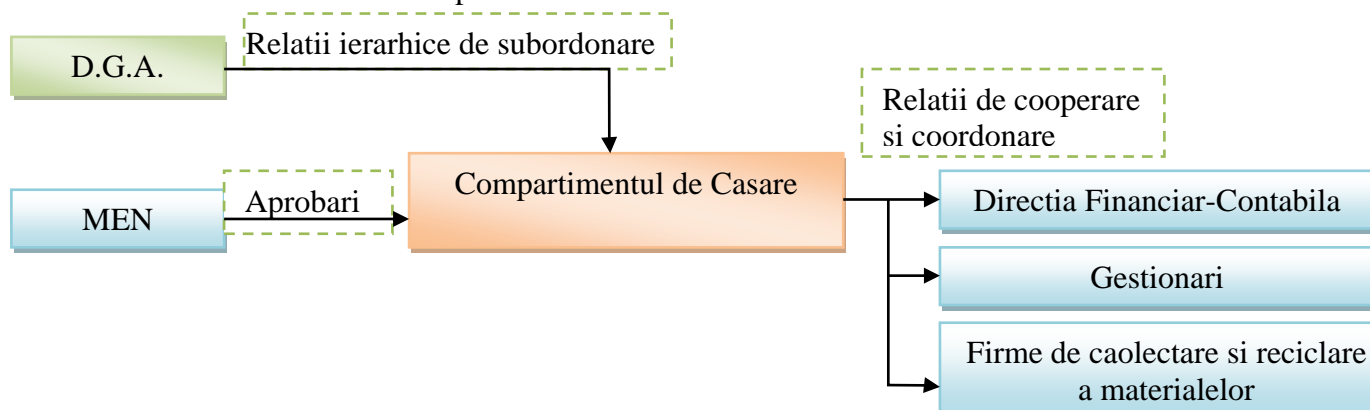 Relatii ierarhice de subordonare
D.G.A.
Relatii de cooperare
si coordonare
Compartimentul de Casare
Aprobari
MEN
Directia Financiar-Contabila
Gestionari
Firme de caolectare si reciclare
a materialelor